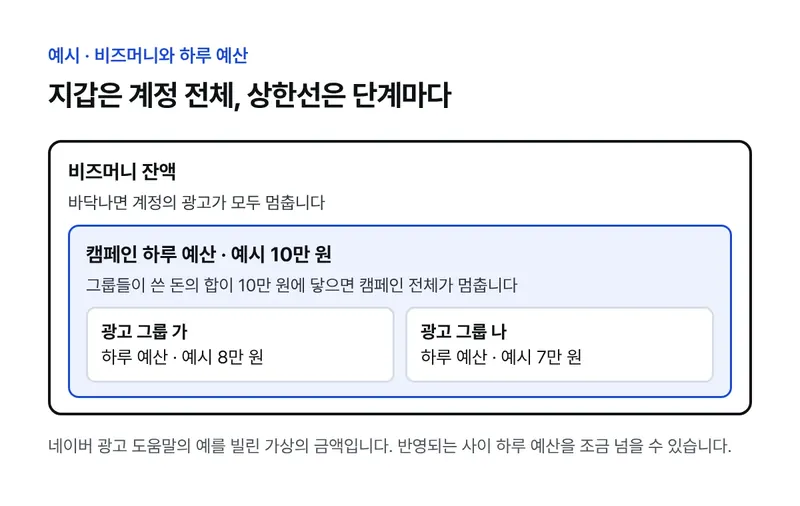 예시 · 비즈머니와 하루 예산
지갑은 계정 전체, 상한선은 단계마다
비즈머니 잔액
바닥나면 계정의 광고가 모두 멈춥니다
캠페인 하루 예산 · 예시 10만 원
그룹들이 쓴 돈의 합이 10만 원에 닿으면 캠페인 전체가 멈춥니다
광고 그룹 가
하루 예산 · 예시 8만 원
광고 그룹 나
하루 예산 · 예시 7만 원
네이버 광고 도움말의 예를 빌린 가상의 금액입니다. 반영되는 사이 하루 예산을 조금 넘을 수 있습니다.